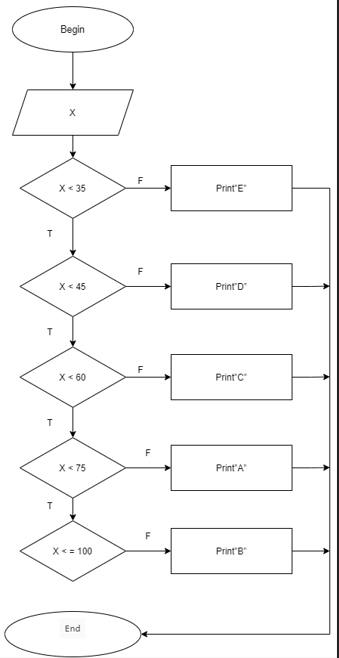 Begin
X
X < 35
F
Print"E"
T
X < 45
F
Print"D"
T
X < 60
F
Print"C"
T
X < 75
F
Print"A"
T
X < = 100
F
Print"B"
End